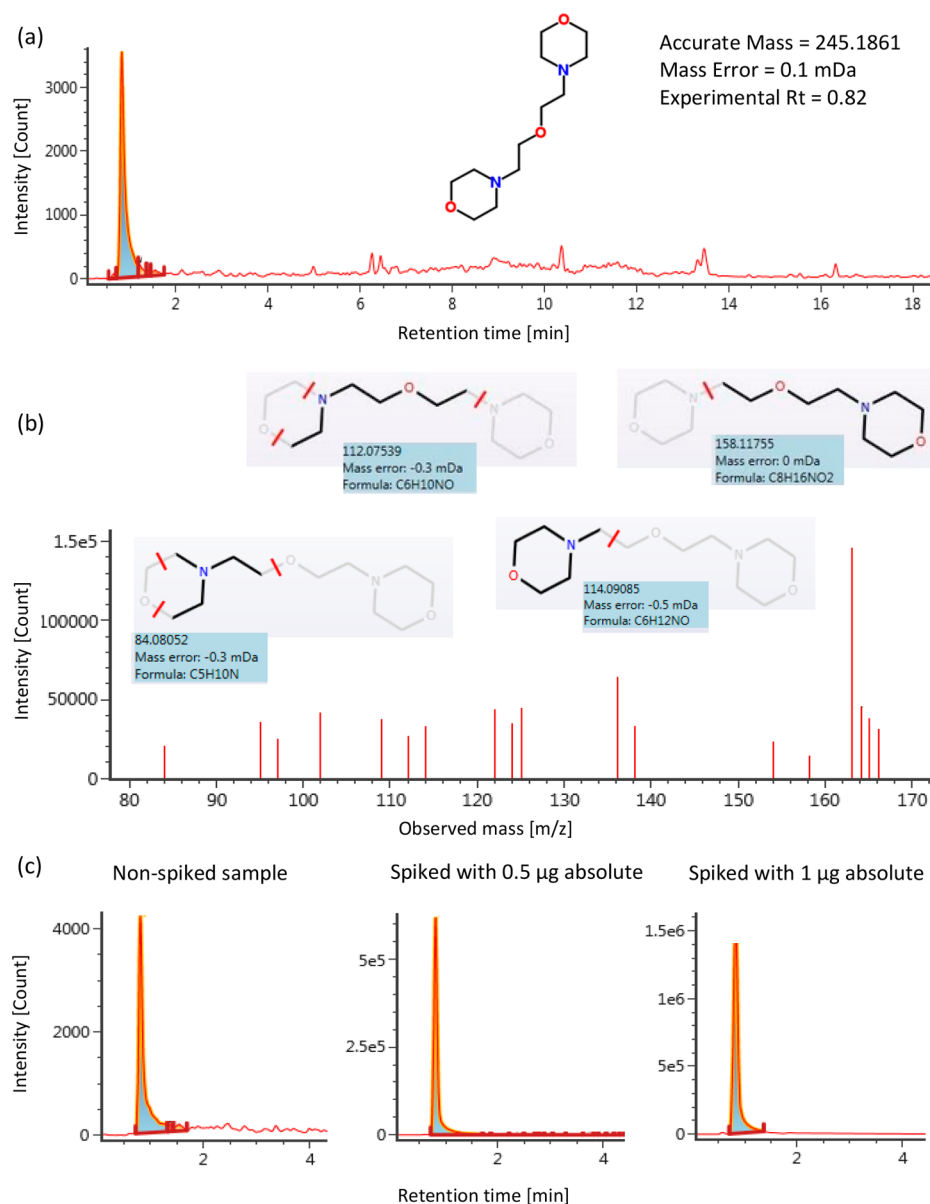 (a)
Accurate Mass = 245.1861
Mass Error = 0.1 mDa
Experimental Rt = 0.82
O
N
O
N
O
Intensity [Count]
3000
2000
1000
0
2 4 6 8 10 12 14 16 18
Retention time [min]
(b)
N O N O O
112.07539
Mass error: -0.3 mDa
Formula: C6H10NO
N O O N O
158.11755
Mass error: 0 mDa
Formula: C8H16NO2
O N O N O
84.08052
Mass error: -0.3 mDa
Formula: C5H10N
O N O N O
114.09085
Mass error: -0.5 mDa
Formula: C6H12NO
Intensity [Count]
1.5e5
100000
50000
0
80 90 100 110 120 130 140 150 160 170
Observed mass [m/z]
(c)
Non-spiked sample
Spiked with 0.5 µg absolute
Spiked with 1 µg absolute
Intensity [Count]
4000
2000
0
2 4
5e5
2.5e5
0
2 4
1.5e6
1e6
5e5
0
2 4
Retention time [min]